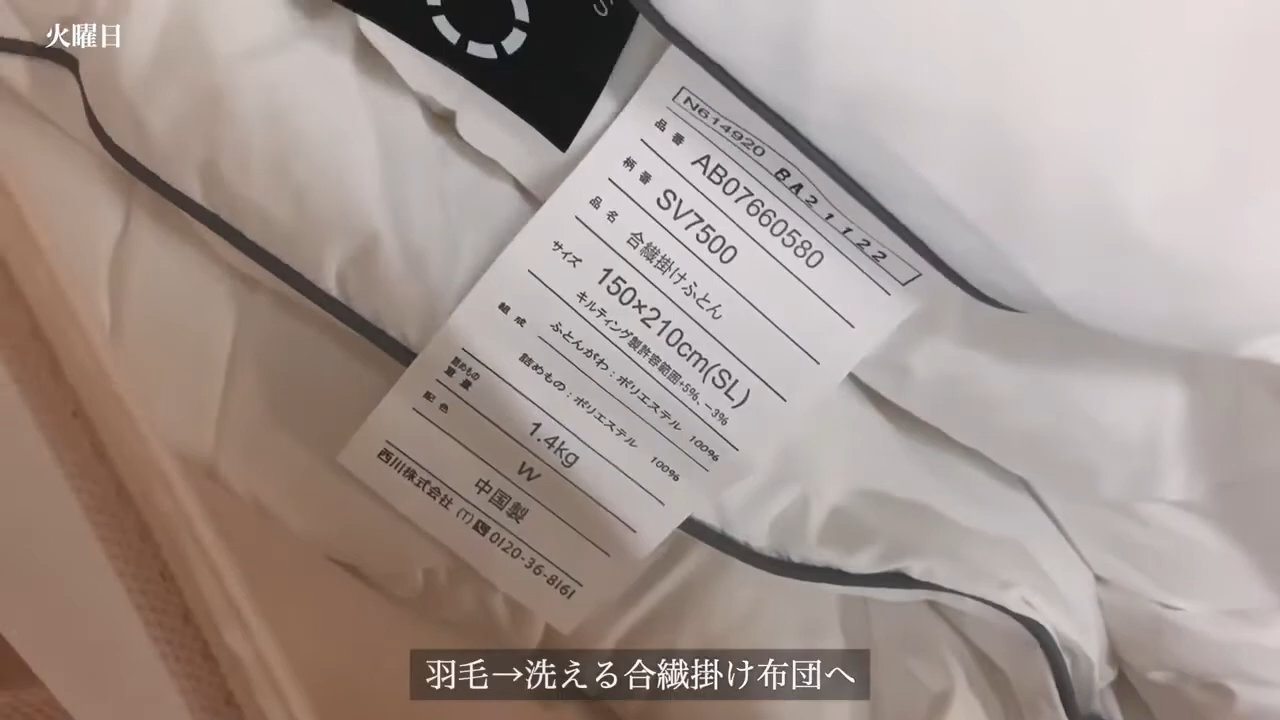 火曜日
S
N614920 BA21122
品番 AB07660580
柄番 SV7500
品名 合繊掛けふとん
サイズ 150×210cm(SL)
キルティング製許容範囲+5%、−3%
組成 ふとんがわ：ポリエステル 100%
詰めもの：ポリエステル 100%
詰めもの重量 1.4kg
配色 W
中国製
西川株式会社 (T) 0120-36-8161
羽毛→洗える合繊掛け布団へ